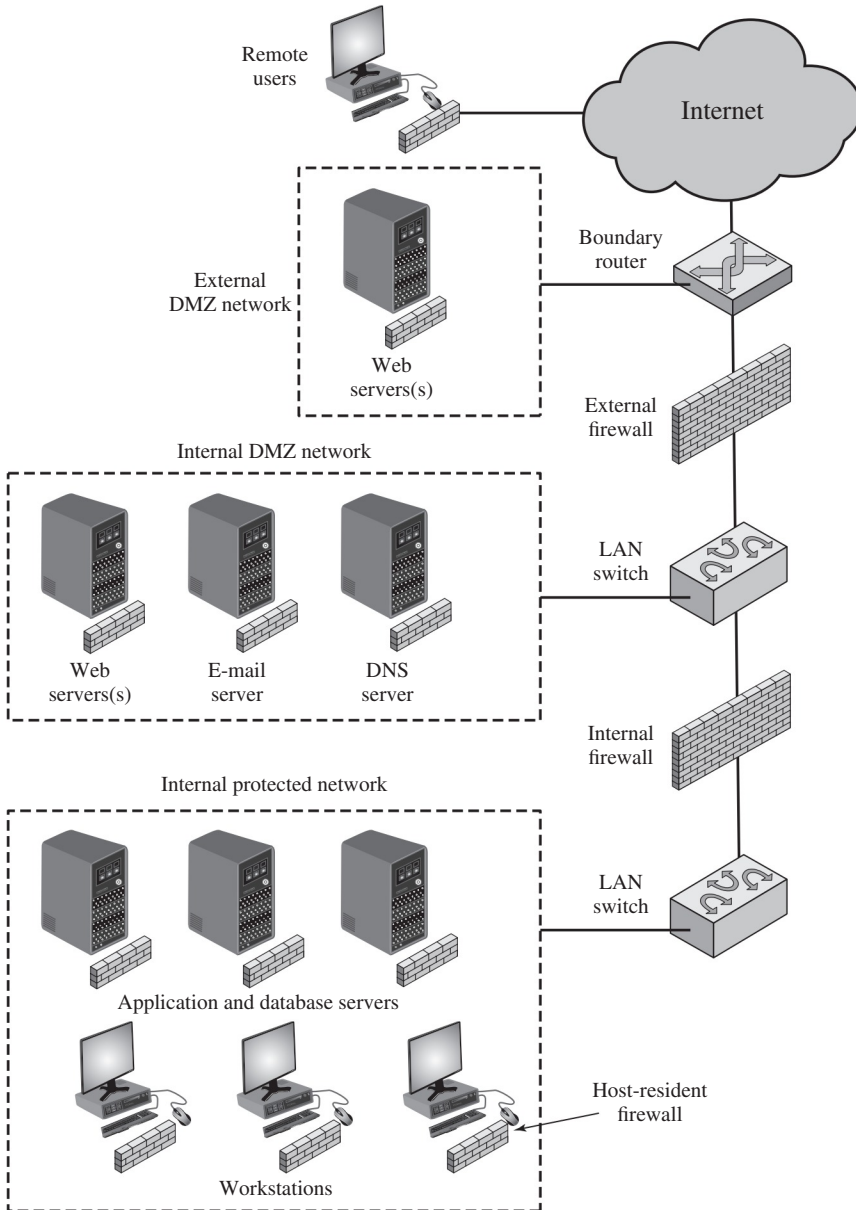 Remote
users
Internet
Boundary
router
External
DMZ network
Web
servers(s)
External
firewall
Internal DMZ network
LAN
switch
Web
servers(s)
E-mail
server
DNS
server
Internal
firewall
Internal protected network
LAN
switch
Application and database servers
Host-resident
firewall
Workstations